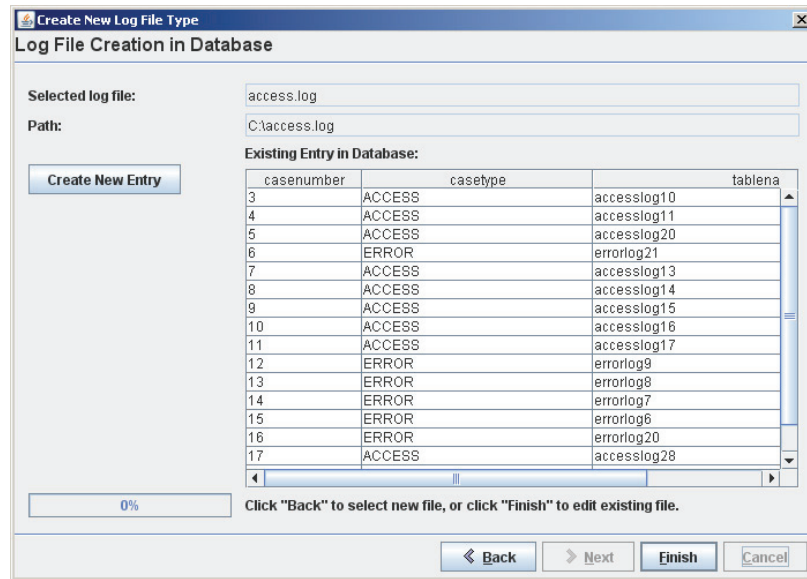 Create New Log File Type
Log File Creation in Database
Selected log file: access.log
Path: C:\access.log
Existing Entry in Database:
Create New Entry
casenumber casetype tablena
3 ACCESS accesslog10
4 ACCESS accesslog11
5 ACCESS accesslog20
6 ERROR errorlog21
7 ACCESS accesslog13
8 ACCESS accesslog14
9 ACCESS accesslog15
10 ACCESS accesslog16
11 ACCESS accesslog17
12 ERROR errorlog9
13 ERROR errorlog8
14 ERROR errorlog7
15 ERROR errorlog6
16 ERROR errorlog20
17 ACCESS accesslog28
0%
Click "Back" to select new file, or click "Finish" to edit existing file.
Back Next Finish Cancel